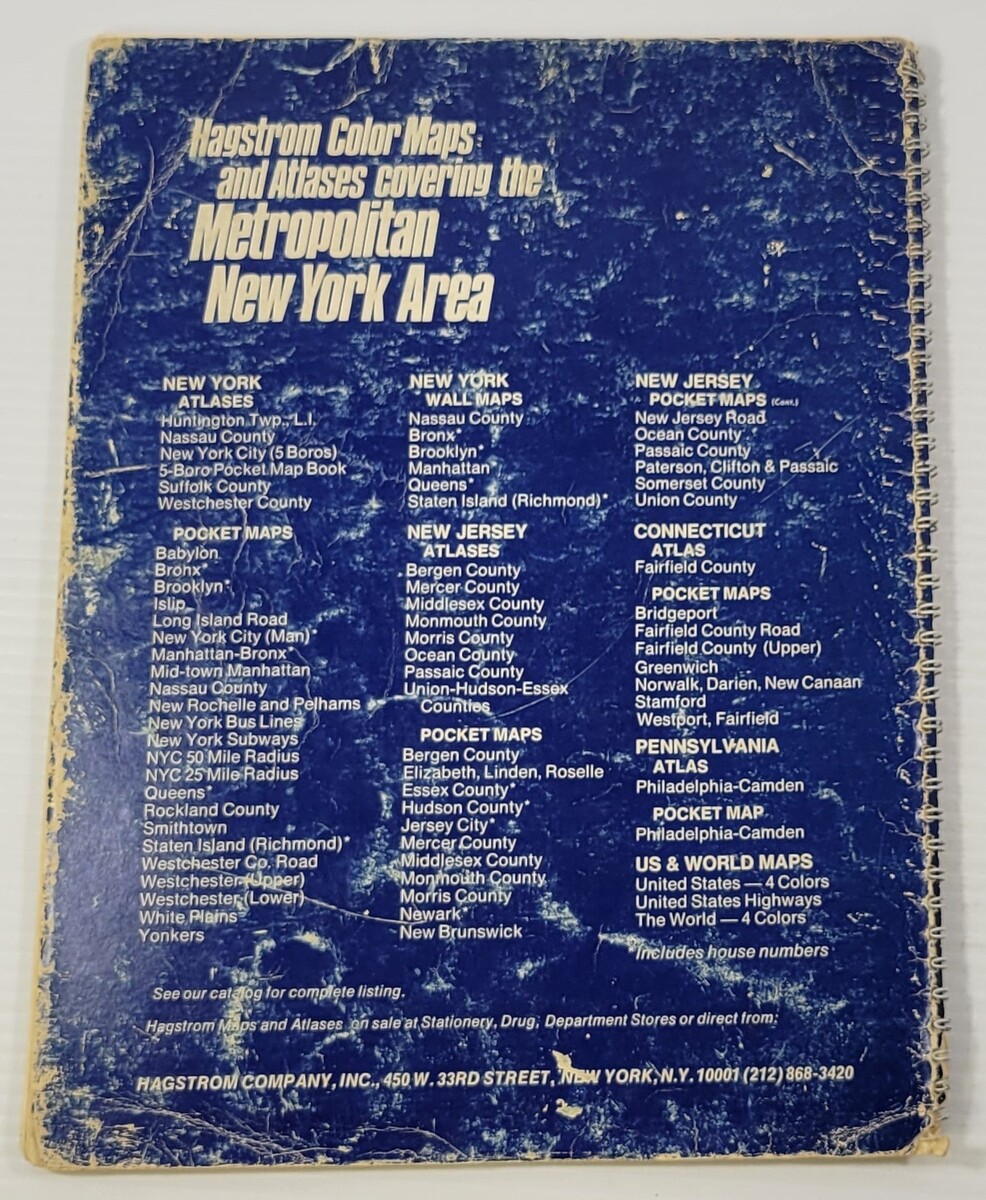 Hagstrom Color Maps
and Atlases covering the
Metropolitan
New York Area
NEW YORK
ATLASES
Huntington Twp., L.I.
Nassau County
New York City (5 Boros)
5-Boro Pocket Map Book
Suffolk County
Westchester County
POCKET MAPS
Babylon
Bronx*
Brooklyn*
Islip
Long Island Road
New York City (Man)*
Manhattan-Bronx*
Mid-town Manhattan
Nassau County
New Rochelle and Pelhams
New York Bus Lines
New York Subways
NYC 50 Mile Radius
NYC 25 Mile Radius
Queens*
Rockland County
Smithtown
Staten Island (Richmond)*
Westchester Co. Road
Westchester (Upper)
Westchester (Lower)
White Plains
Yonkers
NEW YORK
WALL MAPS
Nassau County
Bronx*
Brooklyn*
Manhattan*
Queens*
Staten Island (Richmond)*
NEW JERSEY
ATLASES
Bergen County
Mercer County
Middlesex County
Monmouth County
Morris County
Ocean County
Passaic County
Union-Hudson-Essex
Counties
POCKET MAPS
Bergen County
Elizabeth, Linden, Roselle
Essex County*
Hudson County*
Jersey City*
Mercer County
Middlesex County
Monmouth County
Morris County
Newark*
New Brunswick
NEW JERSEY
POCKET MAPS (Cont.)
New Jersey Road
Ocean County
Passaic County
Paterson, Clifton & Passaic
Somerset County
Union County
CONNECTICUT
ATLAS
Fairfield County
POCKET MAPS
Bridgeport
Fairfield County Road
Fairfield County (Upper)
Greenwich
Norwalk, Darien, New Canaan
Stamford
Westport, Fairfield
PENNSYLVANIA
ATLAS
Philadelphia-Camden
POCKET MAP
Philadelphia-Camden
US & WORLD MAPS
United States — 4 Colors
United States Highways
The World — 4 Colors
*Includes house numbers
See our catalog for complete listing.
Hagstrom Maps and Atlases on sale at Stationery, Drug, Department Stores or direct from:
HAGSTROM COMPANY, INC., 450 W. 33RD STREET, NEW YORK, N.Y. 10001 (212) 868-3420